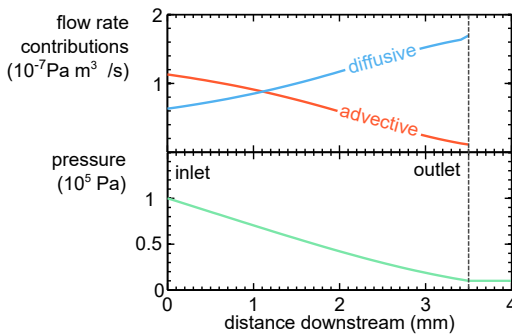 flow rate
contributions
(10-7Pa m3 /s)
2
1
diffusive
advective
pressure
(105 Pa)
inlet
outlet
1
0.5
0
0
1
2
3
4
distance downstream (mm)